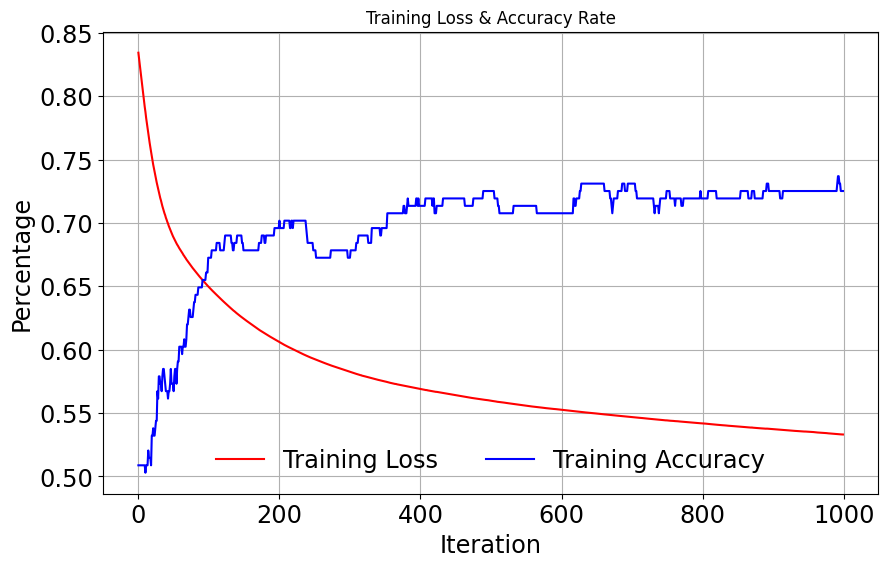 Training Loss & Accuracy Rate
0.85
0.80
0.75
0.70
0.65
0.60
0.55
0.50
Percentage
Training Loss Training Accuracy
0 200 400 600 800 1000
Iteration